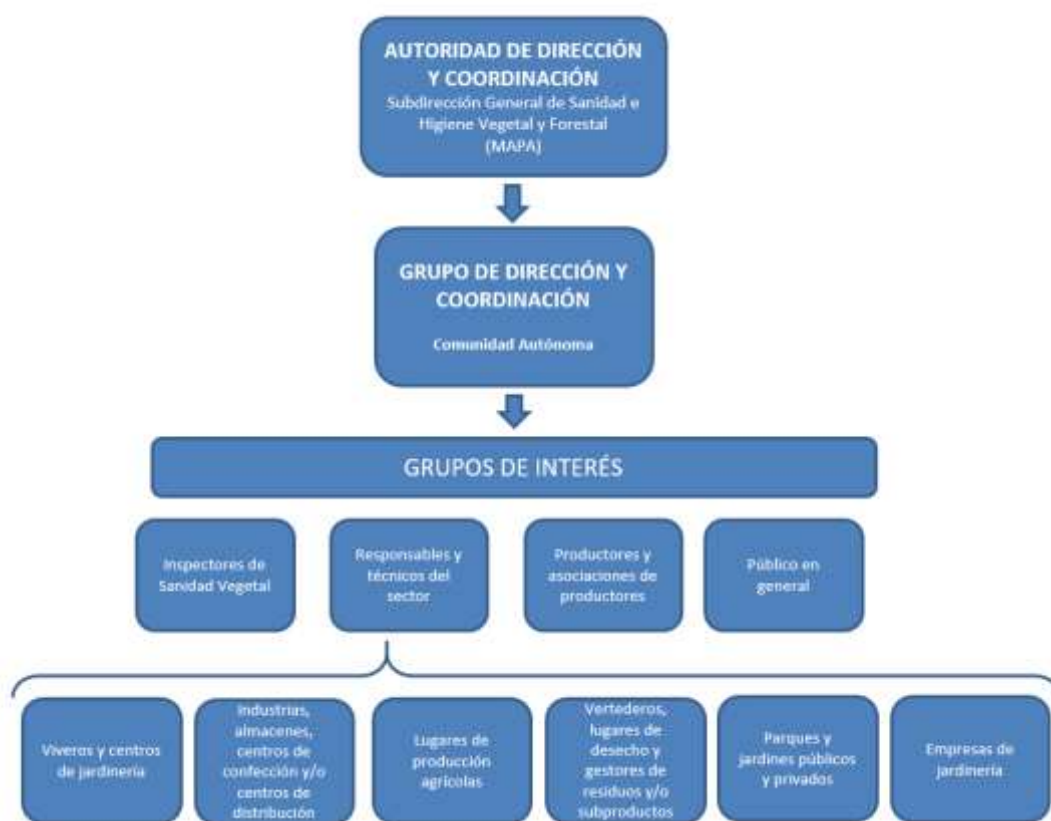 AUTORIDAD DE DIRECCIÓN
Y COORDINACIÓN
Subdirección General de Sanidad e
Higiene Vegetal y Forestal
(MAPA)
GRUPO DE DIRECCIÓN Y
COORDINACIÓN
Comunidad Autónoma
GRUPOS DE INTERÉS
Inspectores de
Sanidad Vegetal
Responsables y
técnicos del
sector
Productores y
asociaciones de
productores
Público en
general
Viveros y centros
de jardinería
Industrias,
almacenes,
centros de
confección y/o
centros de
distribución
Lugares de
producción
agrícolas
Vertederos,
lugares de
desecho y
gestores de
residuos y/o
subproductos
Parques y
jardines públicos
y privados
Empresas de
jardinería